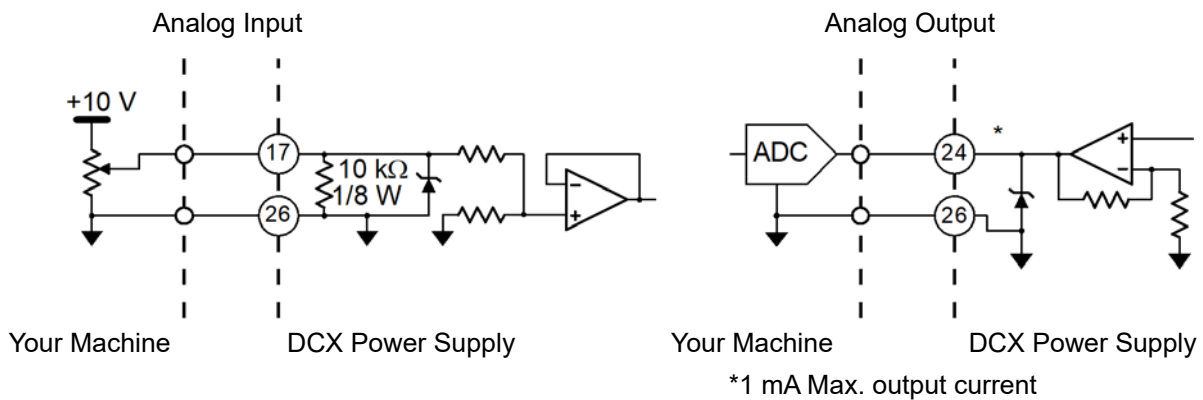 Analog Input
Analog Output
+10 V
17
10 kΩ
1/8 W
26
-
+
ADC
24
*
26
+
-
Your Machine
DCX Power Supply
Your Machine
DCX Power Supply
*1 mA Max. output current